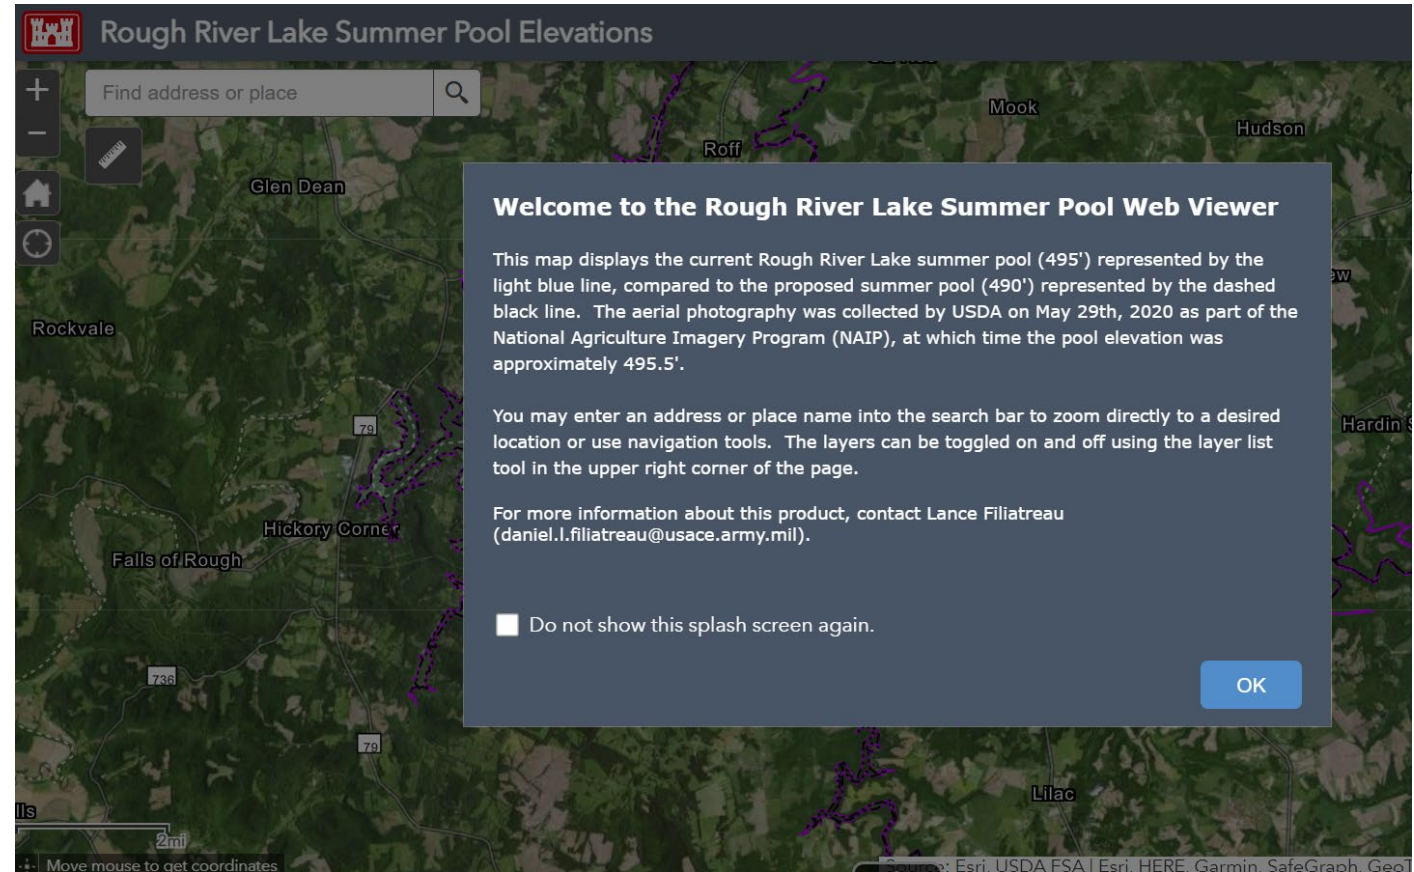 Rough River Lake Summer Pool Elevations
+
Find address or place
−
Mook
Hudson
Roff
Glen Dean
Welcome to the Rough River Lake Summer Pool Web Viewer
This map displays the current Rough River Lake summer pool (495') represented by the
light blue line, compared to the proposed summer pool (490') represented by the dashed
black line.  The aerial photography was collected by USDA on May 29th, 2020 as part of the
National Agriculture Imagery Program (NAIP), at which time the pool elevation was
approximately 495.5'.
You may enter an address or place name into the search bar to zoom directly to a desired
location or use navigation tools.  The layers can be toggled on and off using the layer list
tool in the upper right corner of the page.
For more information about this product, contact Lance Filiatreau
(daniel.l.filiatreau@usace.army.mil).
Do not show this splash screen again.
OK
Rockvale
79
Hardin S
Hickory Corner
Falls of Rough
736
79
Lilac
lls
2mi
Move mouse to get coordinates
Source: Esri, USDA FSA | Esri, HERE, Garmin, SafeGraph, GeoT